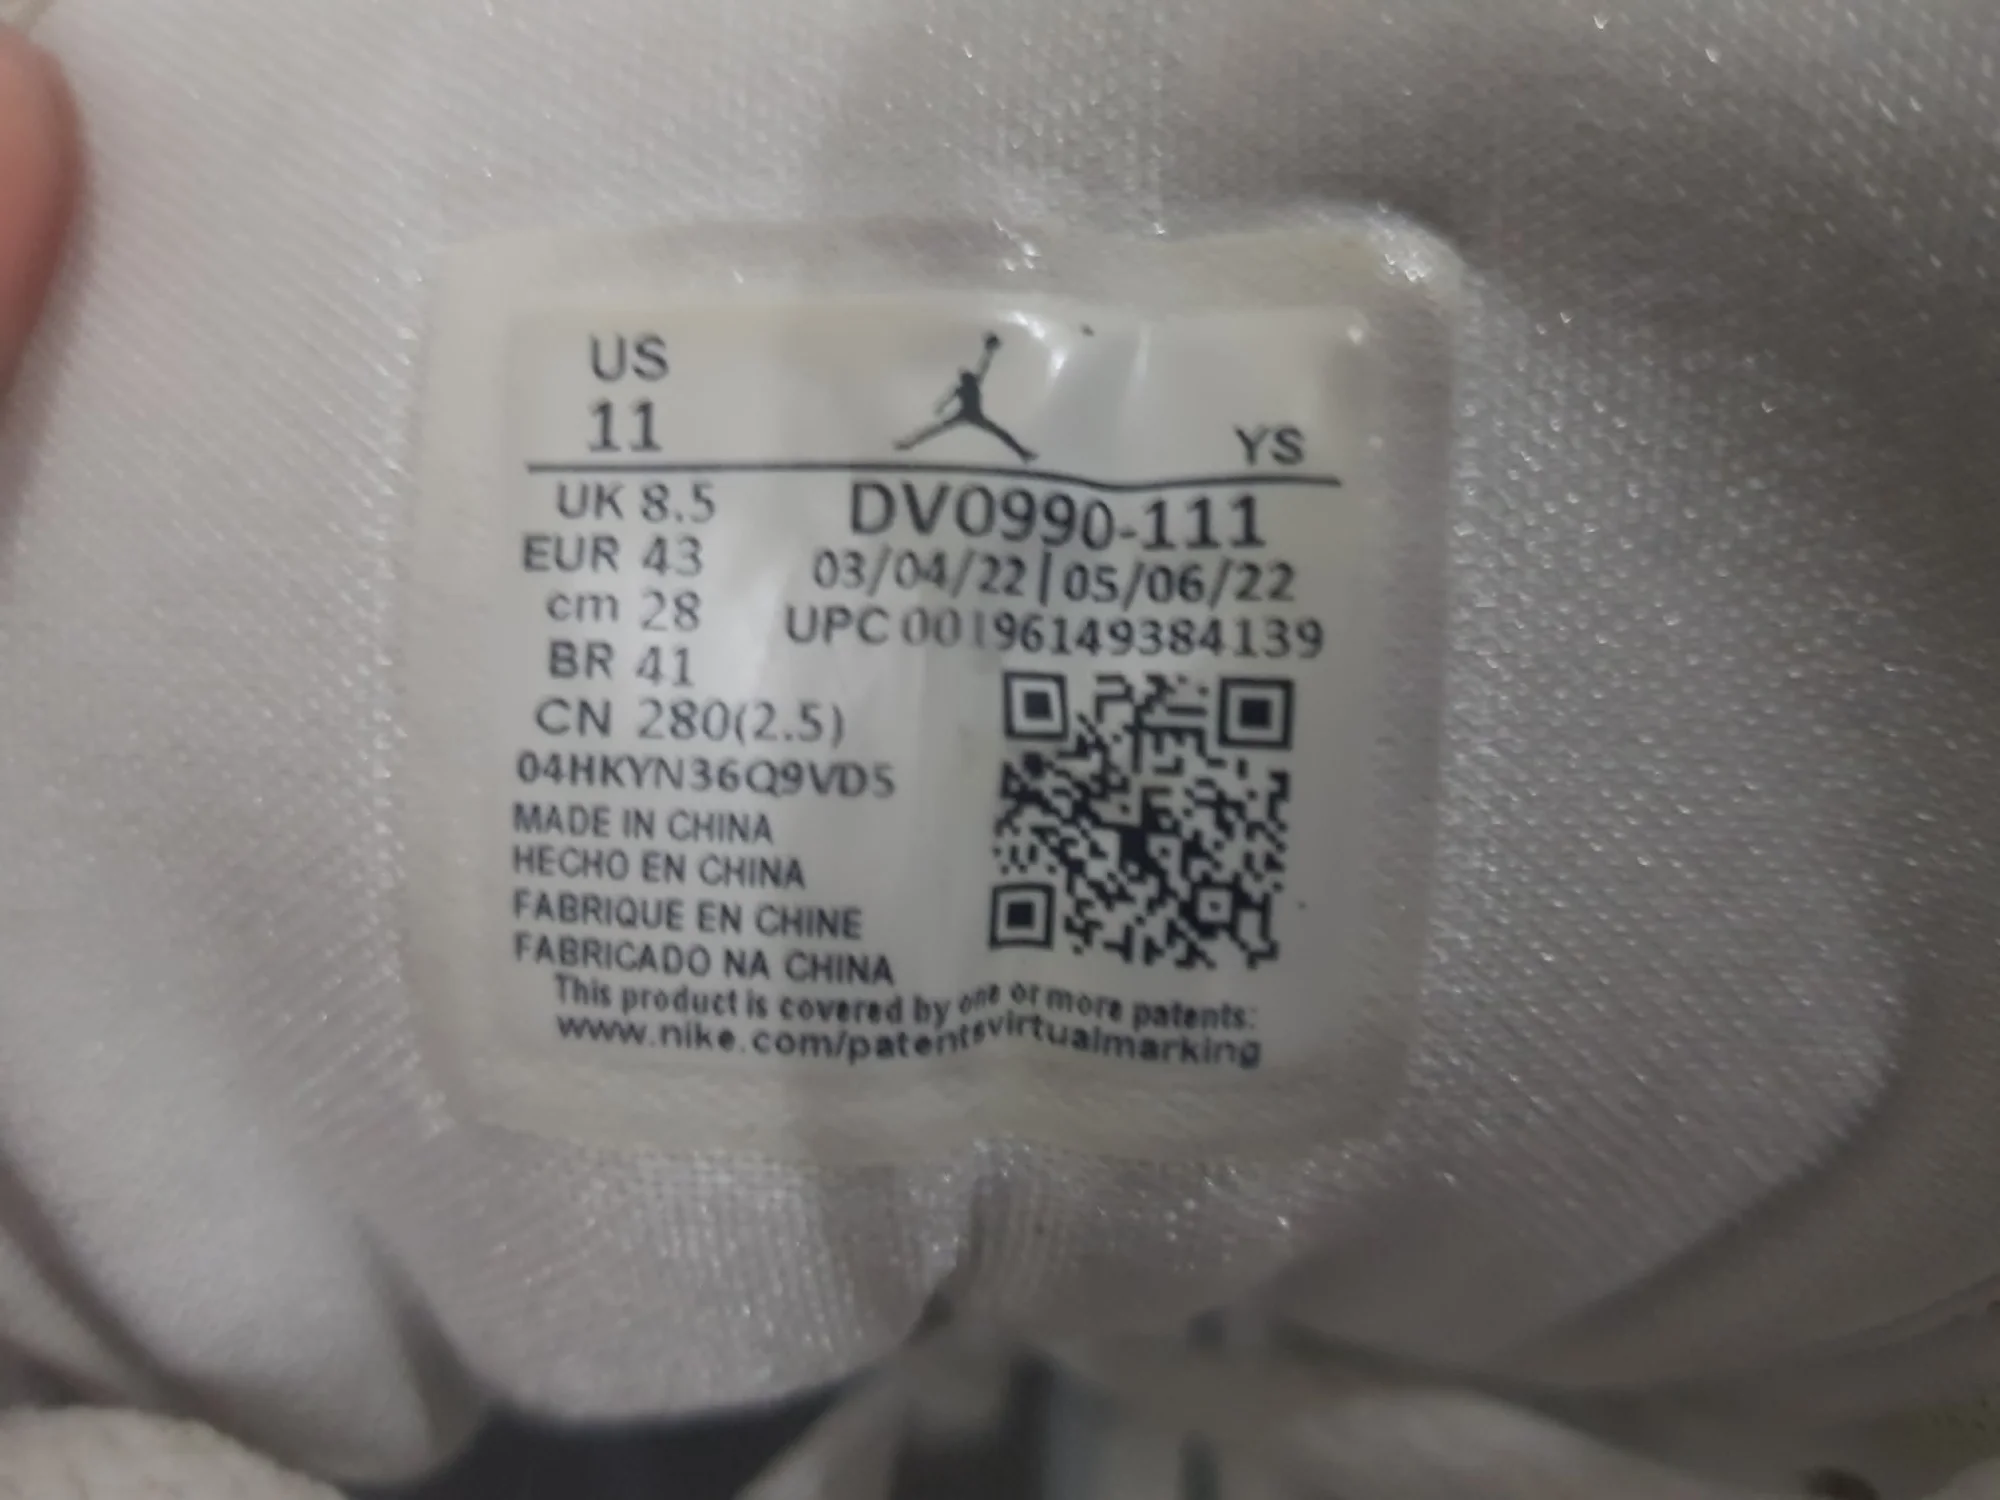 US
11
YS
UK 8.5
EUR 43
cm 28
BR 41
CN 280(2.5)
DV0990-111
03/04/22|05/06/22
UPC 00196149384139
04HKYN36Q9VD5
MADE IN CHINA
HECHO EN CHINA
FABRIQUE EN CHINE
FABRICADO NA CHINA
This product is covered by one or more patents:
www.nike.com/patentsvirtualmarking